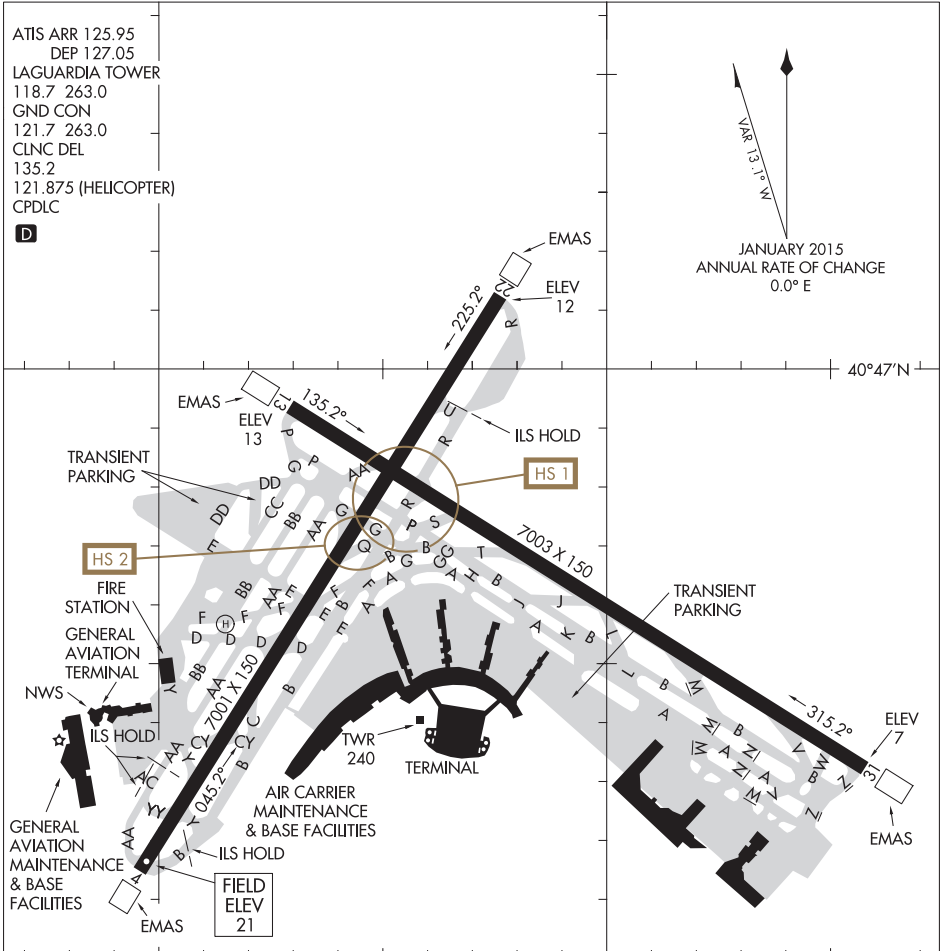 ATIS ARR 125.95
DEP 127.05
LAGUARDIA TOWER
118.7 263.0
GND CON
121.7 263.0
CLNC DEL
135.2
121.875 (HELICOPTER)
CPDLC
D
VAR 13.1° W
JANUARY 2015
ANNUAL RATE OF CHANGE
0.0° E
EMAS
22
ELEV
12
225.2°
R
40°47'N
EMAS
13
135.2°
ELEV
13
U
R
ILS HOLD
HS 1
P
G
P
AA
TRANSIENT
PARKING
DD
CC
BB
AA
DD
E
G
G
Q
R
P
S
B
B
G
G
G
T
7003 X 150
HS 2
FIRE
STATION
BB
AA
E
F
F
F
H
D
D
D
D
F
B
E
E
F
A
A
A
H
B
J
J
A
K
B
L
L
B
A
TRANSIENT
PARKING
GENERAL
AVIATION
TERMINAL
NWS
ILS HOLD
Y
BB
AA
7001 X 150
B
B
CY
CY
C
AA
Y
A
C
Y
Y
045.2°
TWR
240
TERMINAL
AIR CARRIER
MAINTENANCE
& BASE FACILITIES
M
M
M
B
N
A
N
A
V
W
B
Z
Z
W
V
315.2°
ELEV
7
31
EMAS
GENERAL
AVIATION
MAINTENANCE
& BASE
FACILITIES
AA
B
Y
ILS HOLD
4
EMAS
FIELD
ELEV
21